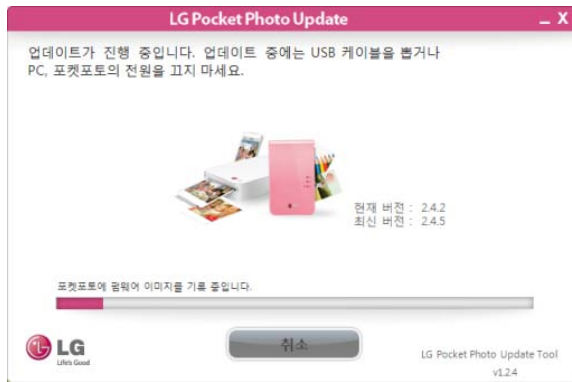 LG Pocket Photo Update
업데이트가 진행 중입니다. 업데이트 중에는 USB 케이블을 뽑거나
PC, 포켓포토의 전원을 끄지 마세요.
현재 버전 : 2.4.2
최신 버전 : 2.4.5
포켓포토에 펌웨어 이미지를 기록 중입니다.
취소
LG
Life's Good
LG Pocket Photo Update Tool
v1.2.4